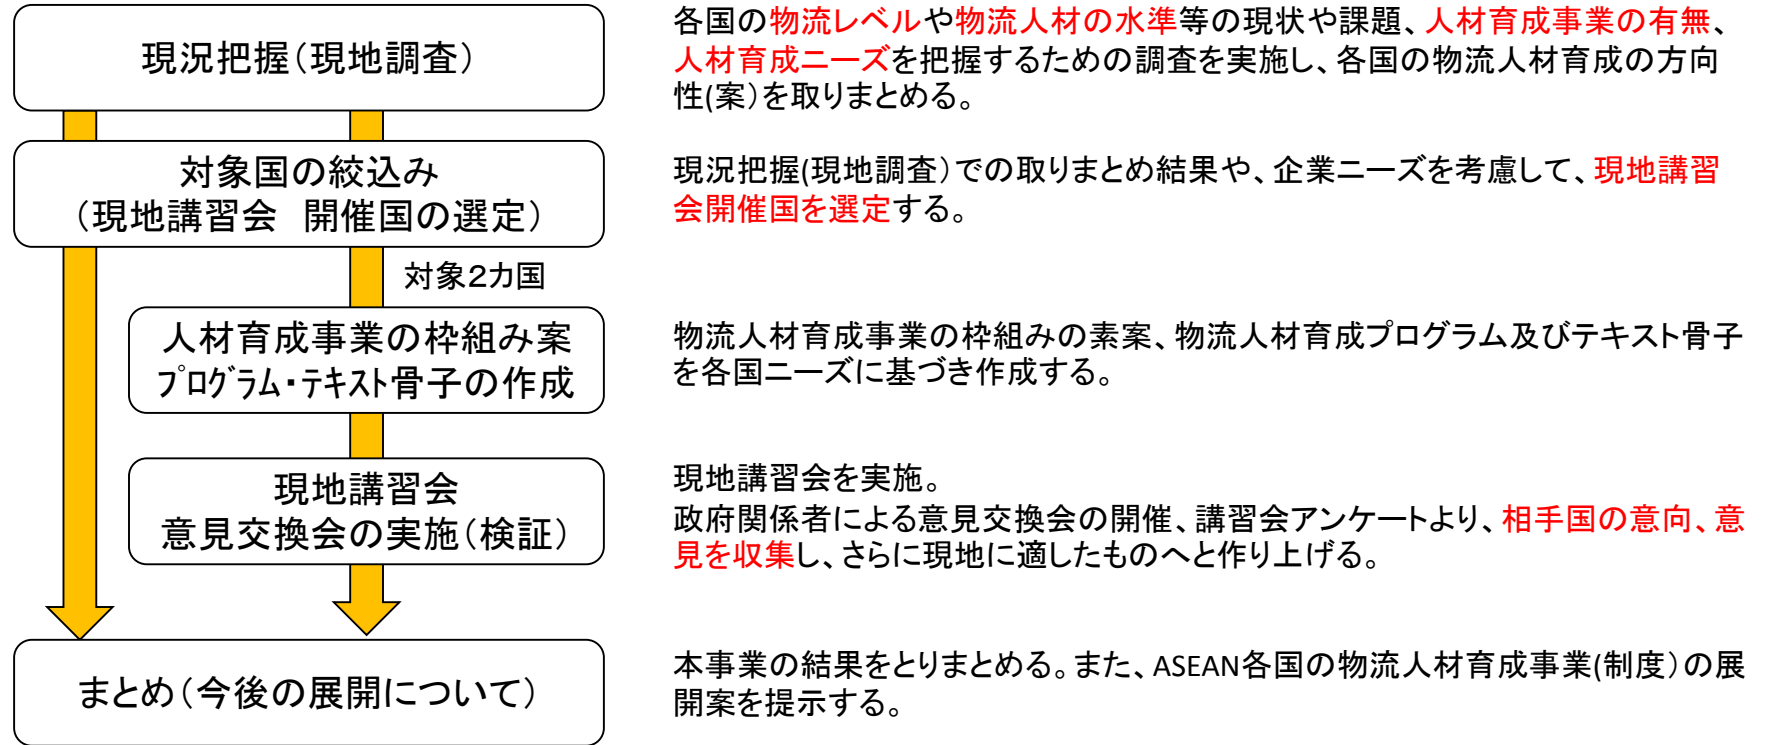 現況把握（現地調査）
各国の物流レベルや物流人材の水準等の現状や課題、人材育成事業の有無、
人材育成ニーズを把握するための調査を実施し、各国の物流人材育成の方向
性(案）を取りまとめる。
対象国の絞込み
（現地講習会　開催国の選定）
現況把握(現地調査）での取りまとめ結果や、企業ニーズを考慮して、現地講習
会開催国を選定する。
対象２カ国
人材育成事業の枠組み案
ﾌﾟﾛｸﾞﾗﾑ・ﾃｷｽﾄ骨子の作成
物流人材育成事業の枠組みの素案、物流人材育成プログラム及びテキスト骨子
を各国ニーズに基づき作成する。
現地講習会
意見交換会の実施（検証）
現地講習会を実施。
政府関係者による意見交換会の開催、講習会アンケートより、相手国の意向、意
見を収集し、さらに現地に適したものへと作り上げる。
まとめ（今後の展開について）
本事業の結果をとりまとめる。また、ASEAN各国の物流人材育成事業(制度）の展
開案を提示する。